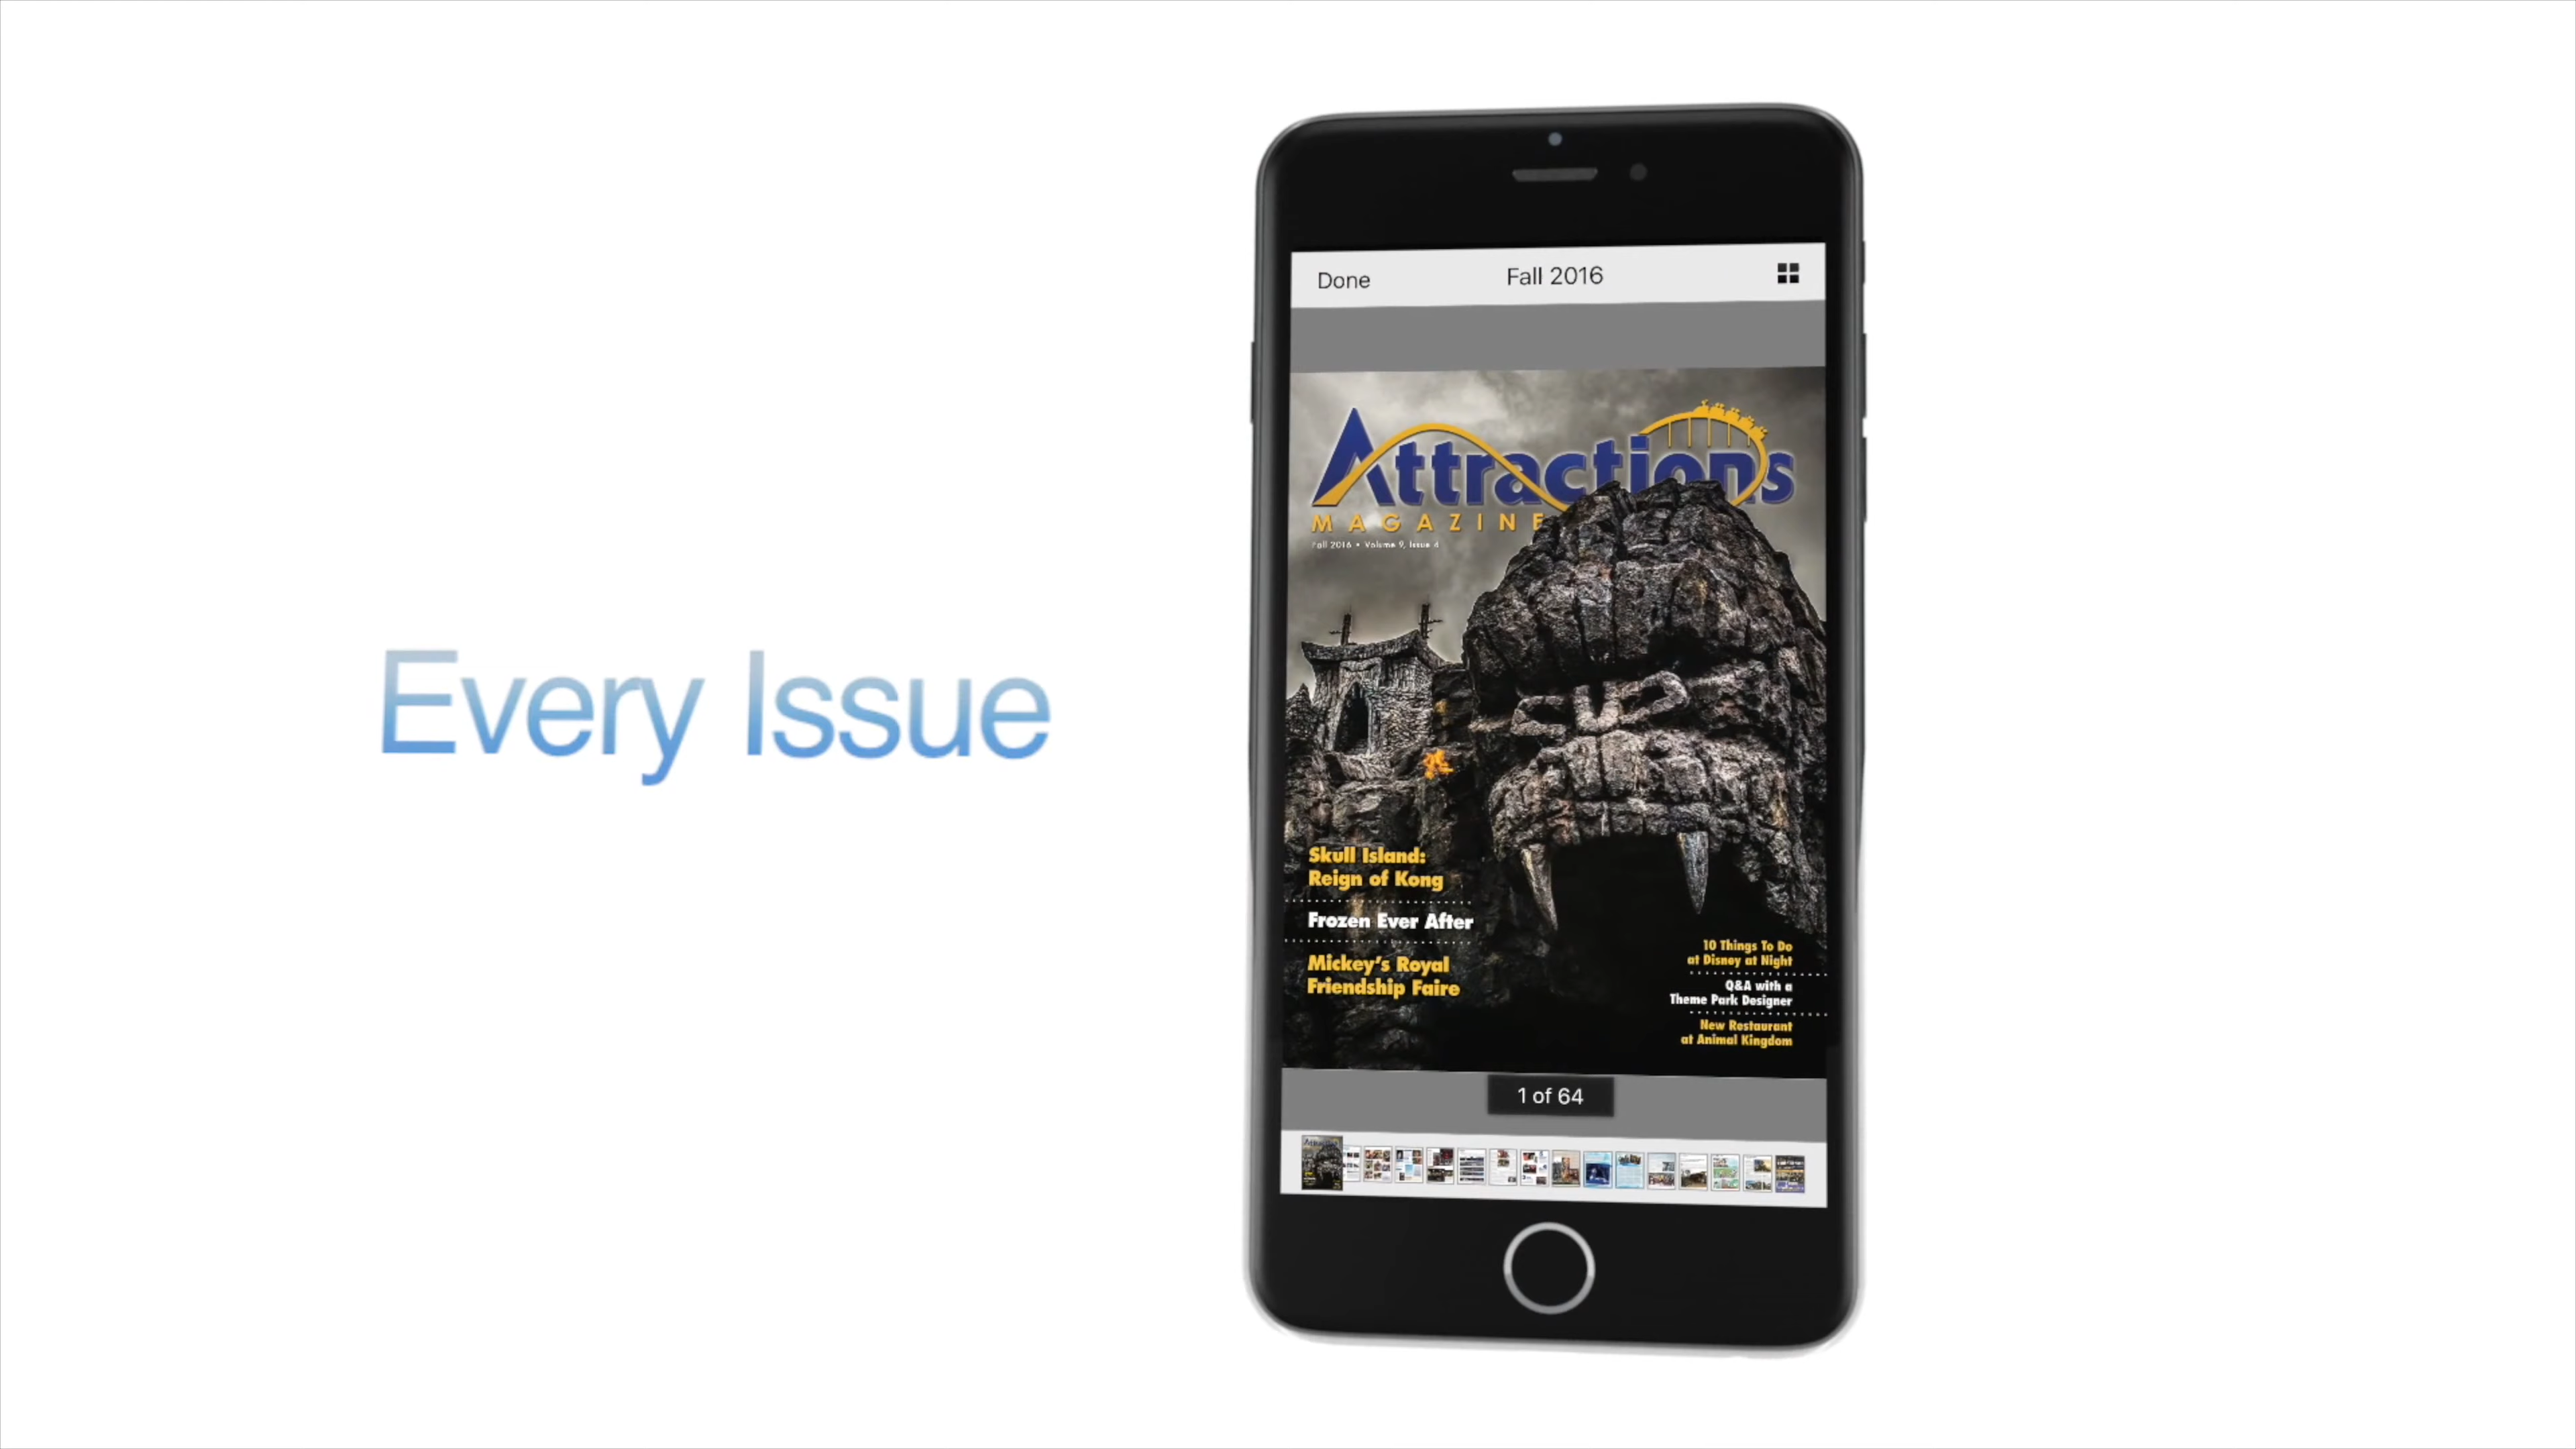 Every Issue
Done
Fall 2016
Attractions
MAGAZINE
Fall 2016 • Volume 9, Issue 4
Skull Island:
Reign of Kong
Frozen Ever After
Mickey's Royal
Friendship Faire
10 Things To Do
at Disney at Night
Q&A with a
Theme Park Designer
New Restaurant
at Animal Kingdom
1 of 64